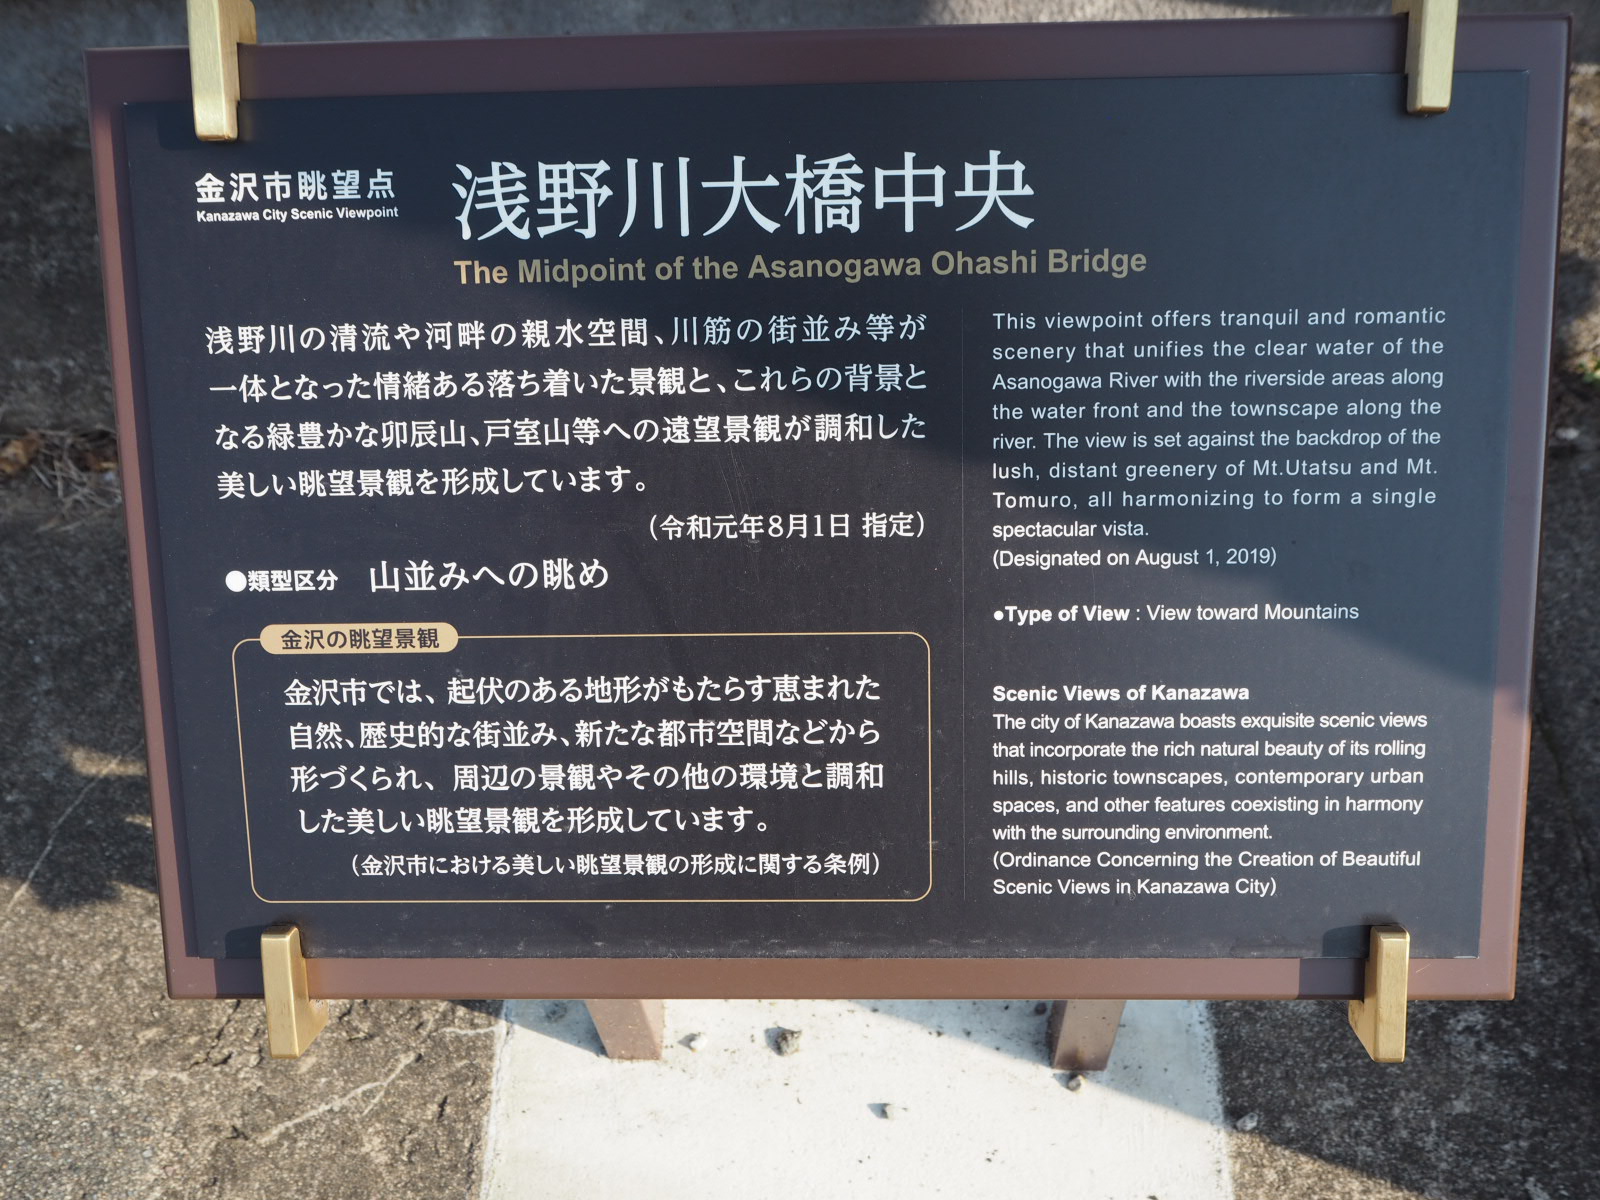 金沢市眺望点
Kanazawa City Scenic Viewpoint
浅野川大橋中央
The Midpoint of the Asanogawa Ohashi Bridge
浅野川の清流や河畔の親水空間、川筋の街並み等が
一体となった情緒ある落ち着いた景観と、これらの背景と
なる緑豊かな卯辰山、戸室山等への遠望景観が調和した
美しい眺望景観を形成しています。
（令和元年8月1日 指定）
●類型区分 山並みへの眺め
金沢の眺望景観
金沢市では、起伏のある地形がもたらす恵まれた
自然、歴史的な街並み、新たな都市空間などから
形づくられ、周辺の景観やその他の環境と調和
した美しい眺望景観を形成しています。
（金沢市における美しい眺望景観の形成に関する条例）
This viewpoint offers tranquil and romantic
scenery that unifies the clear water of the
Asanogawa River with the riverside areas along
the water front and the townscape along the
river. The view is set against the backdrop of the
lush, distant greenery of Mt.Utatsu and Mt.
Tomuro, all harmonizing to form a single
spectacular vista.
(Designated on August 1, 2019)
●Type of View : View toward Mountains
Scenic Views of Kanazawa
The city of Kanazawa boasts exquisite scenic views
that incorporate the rich natural beauty of its rolling
hills, historic townscapes, contemporary urban
spaces, and other features coexisting in harmony
with the surrounding environment.
(Ordinance Concerning the Creation of Beautiful
Scenic Views in Kanazawa City)